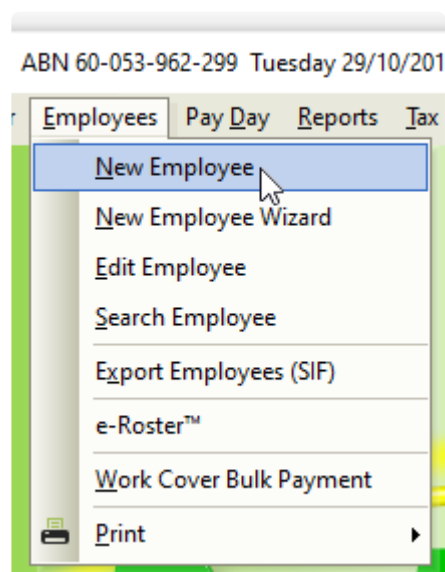 ABN 60-053-962-299 Tuesday 29/10/201
Employees Pay Day Reports Tax
New Employee
New Employee Wizard
Edit Employee
Search Employee
Export Employees (SIF)
e-Roster™
Work Cover Bulk Payment
Print